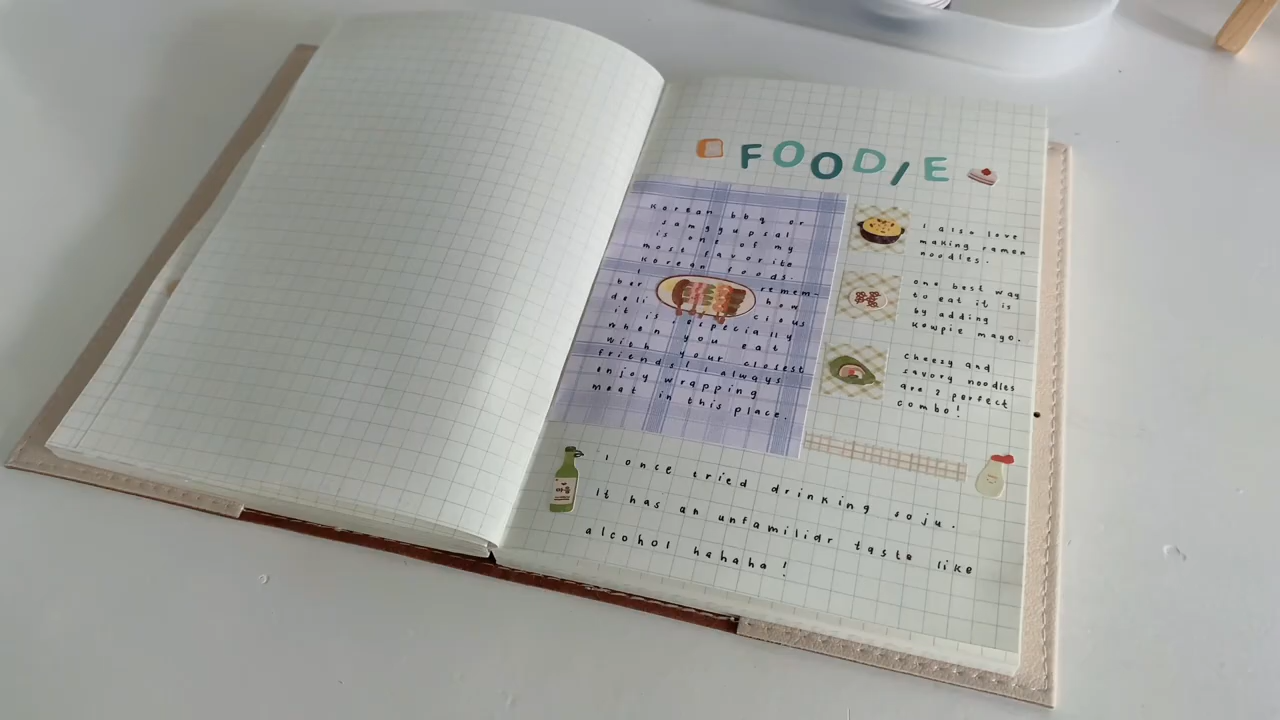 FOODIE
Korean bbq or
samgyupsal
is one of my
most favorite
Korean foods.
I remem-
ber how
deli cious
it is especially
when you eat
with your closest
friends! I always
enjoy wrapping
meat in this place.
I also love
making ramen
noodles.
one best way
to eat it is
by adding
Kewpie mayo.
cheesy and
savory noodles
are a perfect
combo!
I once tried drinking soju.
It has an unfamiliar taste like
alcohol hahaha!